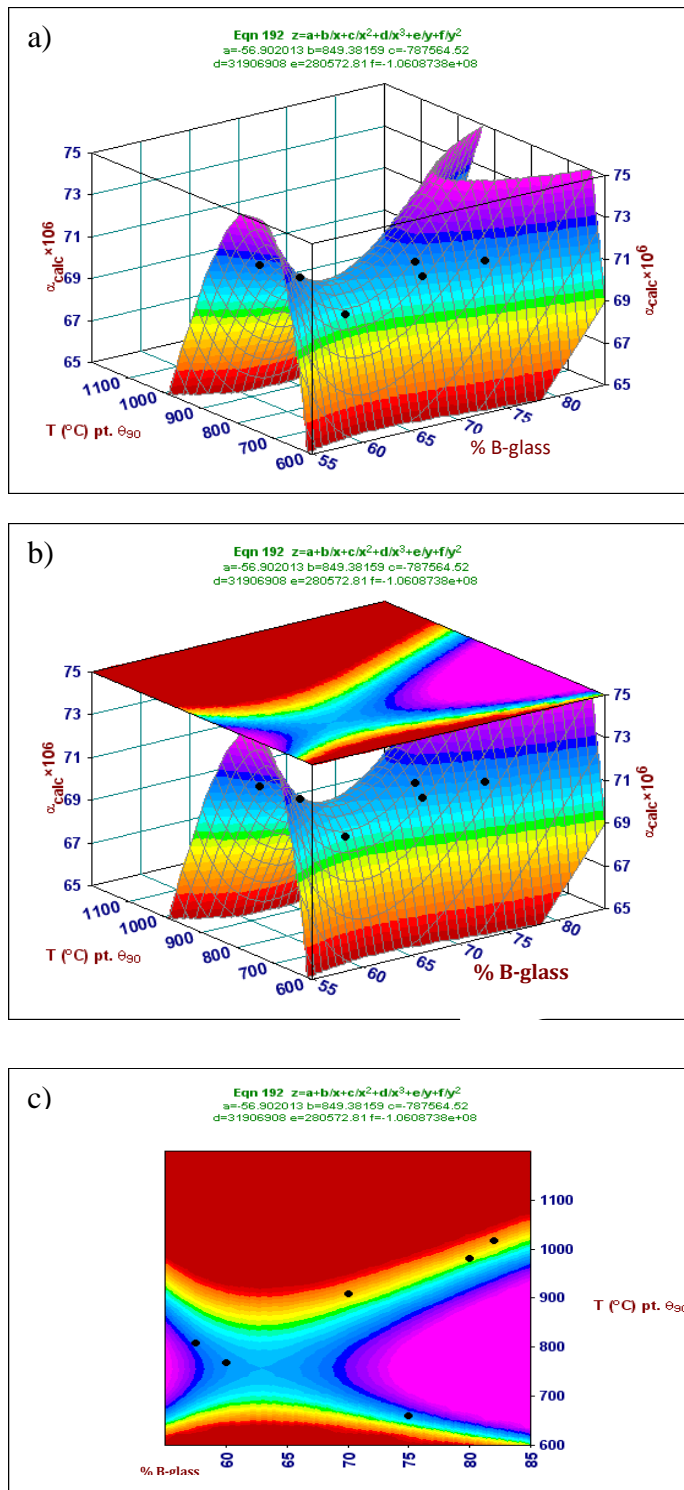 a)
Eqn 192 z=a+b/x+c/x²+d/x³+e/y+f/y²
a=-56.902013 b=849.38159 c=-787564.52
d=31906908 e=280572.81 f=-1.0608738e+08
75
73
71
69
67
65
αcalc×10⁶
75
73
71
69
67
65
αcalc×10⁶
1100
1000
900
800
700
600
T (°C) pt. θ₉₀
55
60
65
70
75
80
% B-glass
b)
Eqn 192 z=a+b/x+c/x²+d/x³+e/y+f/y²
a=-56.902013 b=849.38159 c=-787564.52
d=31906908 e=280572.81 f=-1.0608738e+08
75
73
71
69
67
65
αcalc×10⁶
75
73
71
69
67
65
αcalc×10⁶
1100
1000
900
800
700
600
T (°C) pt. θ₉₀
55
60
65
70
75
80
% B-glass
c)
Eqn 192 z=a+b/x+c/x²+d/x³+e/y+f/y²
a=-56.902013 b=849.38159 c=-787564.52
d=31906908 e=280572.81 f=-1.0608738e+08
1100
1000
900
800
700
600
T (°C) pt. θ₉₀
60
65
70
75
80
85
% B-glass